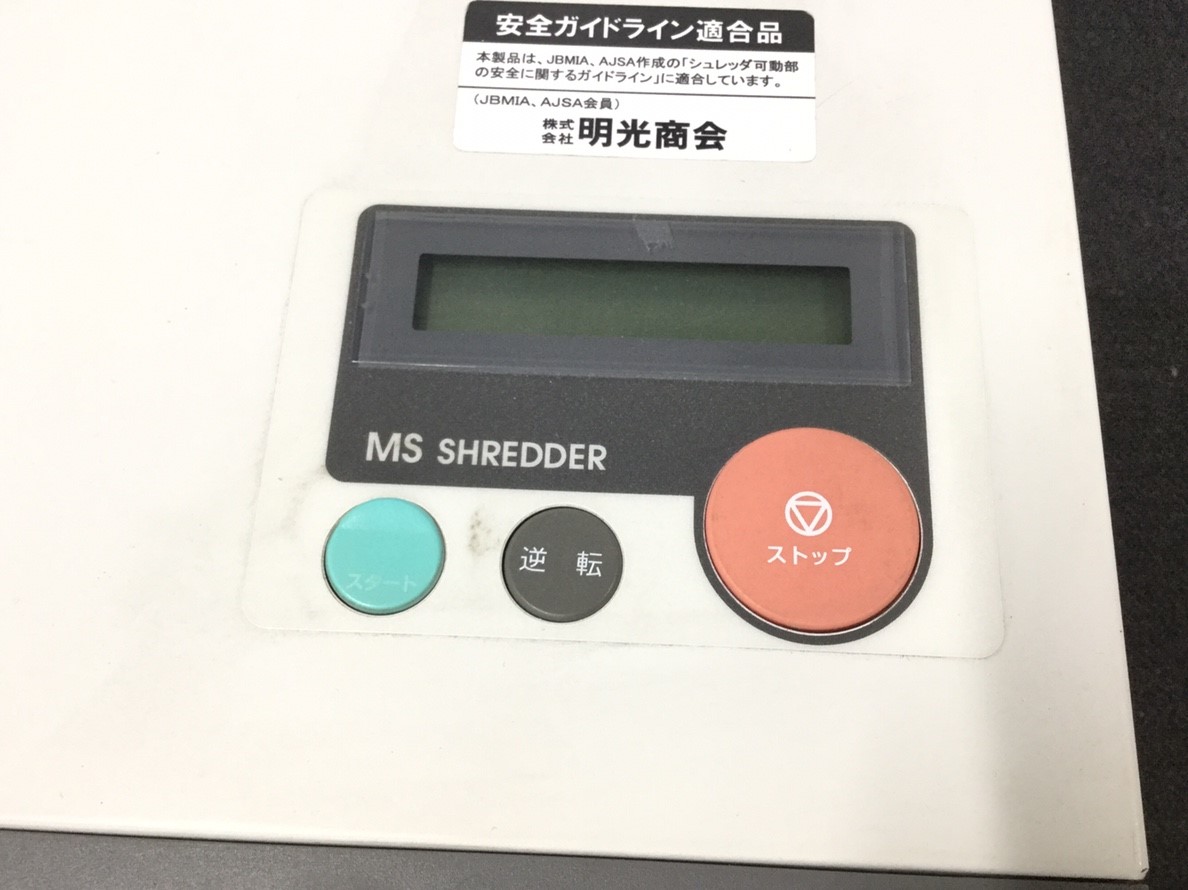 安全ガイドライン適合品
本製品は、JBMIA、AJSA作成の「シュレッダ可動部
の安全に関するガイドライン」に適合しています。
(JBMIA、AJSA会員)
株式会社 明光商会
MS SHREDDER
スタート
逆 転
ストップ